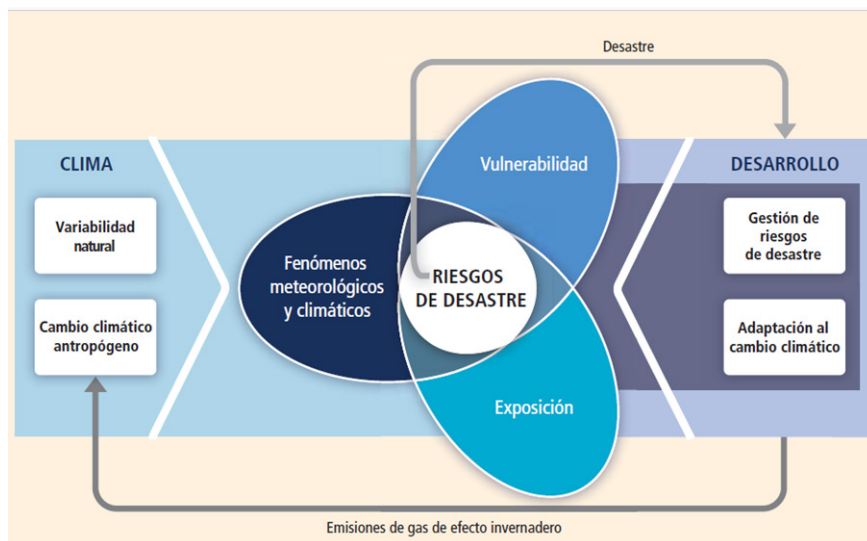 Desastre
CLIMA
Variabilidad
natural
Cambio climático
antropógeno
Fenómenos
meteorológicos
y climáticos
Vulnerabilidad
RIESGOS
DE DESASTRE
Exposición
DESARROLLO
Gestión de
riesgos
de desastre
Adaptación al
cambio climático
Emisiones de gas de efecto invernadero